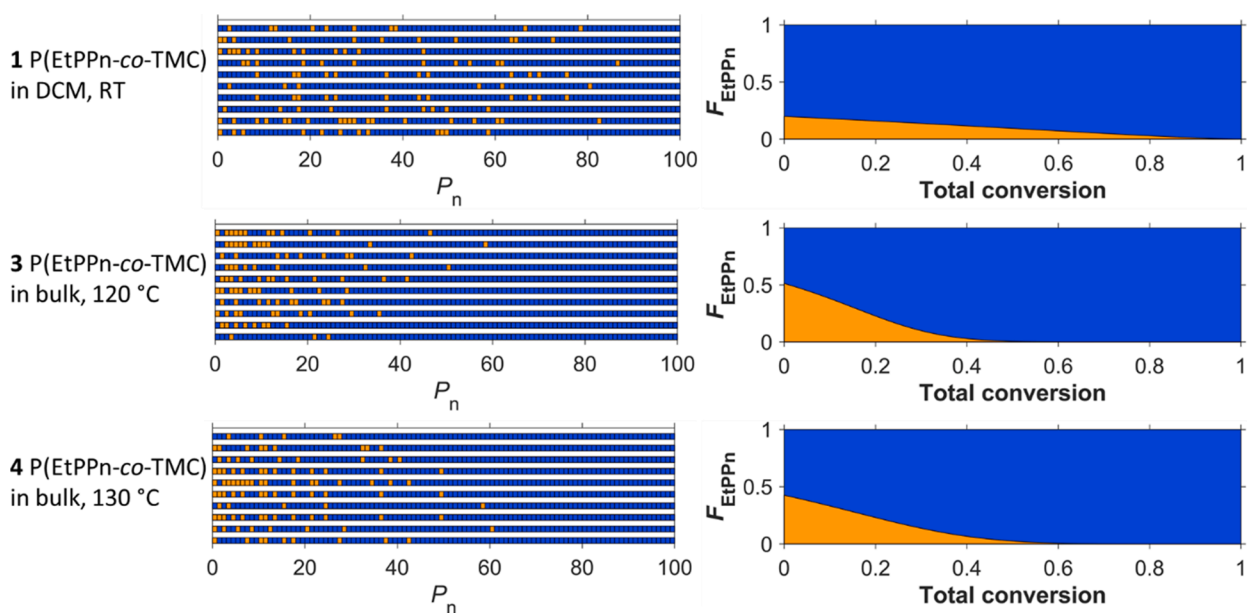 1 P(EtPPn-co-TMC)
in DCM, RT
0 20 40 60 80 100
Pn
1
0.5
0
FEtPPn
0 0.2 0.4 0.6 0.8 1
Total conversion
3 P(EtPPn-co-TMC)
in bulk, 120 °C
0 20 40 60 80 100
Pn
1
0.5
0
FEtPPn
0 0.2 0.4 0.6 0.8 1
Total conversion
4 P(EtPPn-co-TMC)
in bulk, 130 °C
0 20 40 60 80 100
Pn
1
0.5
0
FEtPPn
0 0.2 0.4 0.6 0.8 1
Total conversion